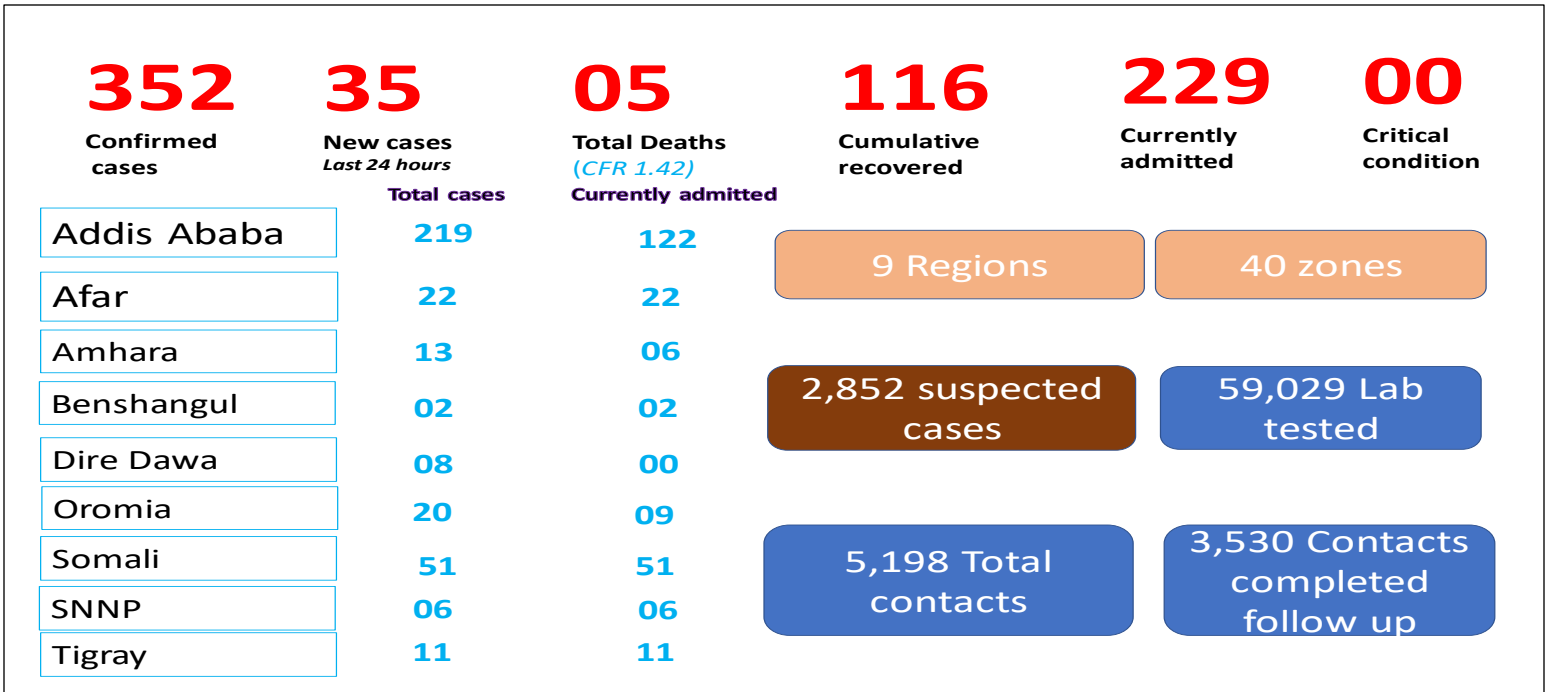 352 35 05 116 229 00
Confirmed cases
New cases
Last 24 hours
Total Deaths
(CFR 1.42)
Cumulative recovered
Currently admitted
Critical condition
Total cases Currently admitted
Addis Ababa 219 122
Afar 22 22
Amhara 13 06
Benshangul 02 02
Dire Dawa 08 00
Oromia 20 09
Somali 51 51
SNNP 06 06
Tigray 11 11
9 Regions
40 zones
2,852 suspected
cases
59,029 Lab
tested
5,198 Total
contacts
3,530 Contacts
completed
follow up